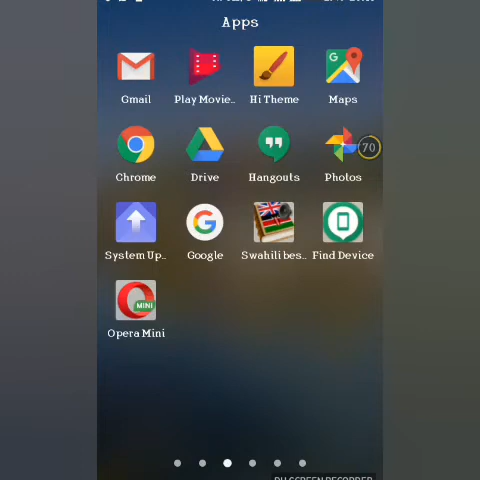 Apps
Gmail
Play Movie..
Hi Theme
Maps
G
Chrome
Drive
Hangouts
Photos
70
System Up..
Google
Swahili bes..
Find Device
G
MINI
Opera Mini